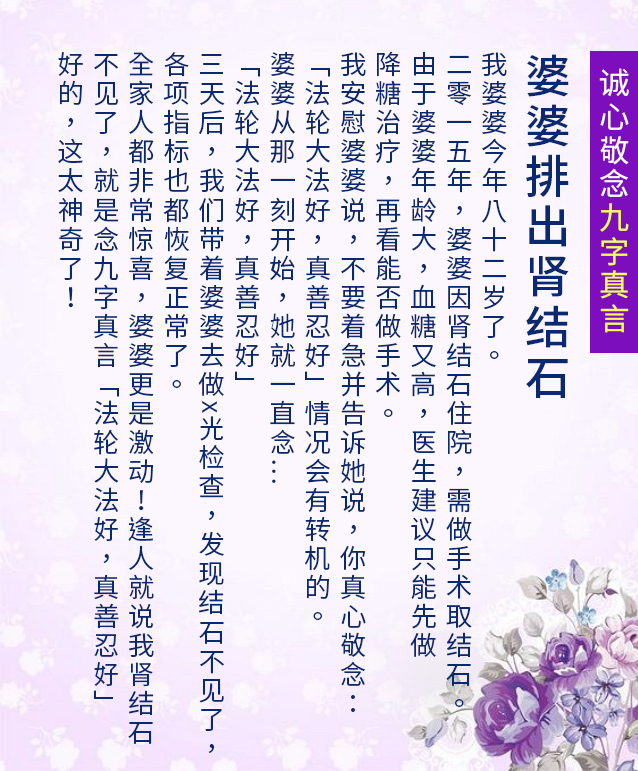 诚心敬念九字真言
婆婆排出肾结石
我婆婆今年八十二岁了。
二零一五年，婆婆因肾结石住院，需做手术取结石。
由于婆婆年龄大，血糖又高，医生建议只能先做
降糖治疗，再看能否做手术。
我安慰婆婆说，不要着急并告诉她说，你真心敬念：
「法轮大法好，真善忍好」情况会有转机的。
婆婆从那一刻开始，她就一直念…
「法轮大法好，真善忍好」
三天后，我们带着婆婆去做x光检查，发现结石不见了，
各项指标也都恢复正常了。
全家人都非常惊喜，婆婆更是激动！逢人就说我肾结石
不见了，就是念九字真言「法轮大法好，真善忍好」
好的，这太神奇了！